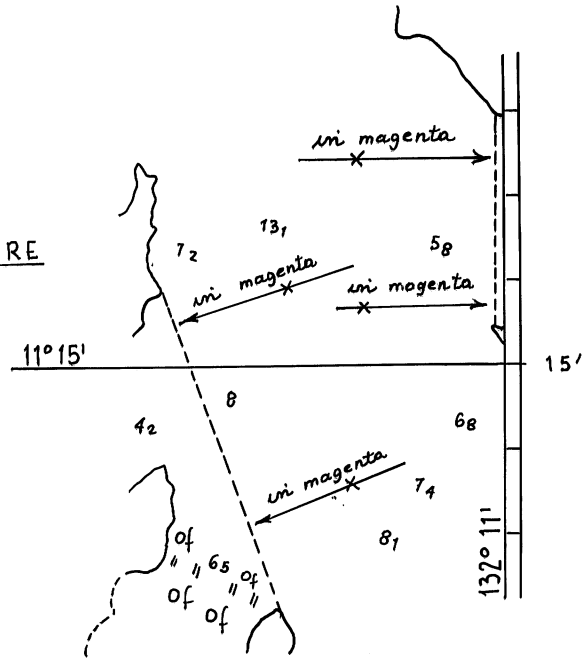 in magenta
13₁
7₂
5₈
RE
in magenta
in magenta
11° 15'
15'
8
4₂
6₈
in magenta
7₄
8₁
132° 11'
Of
6₅
Of
Of
Of